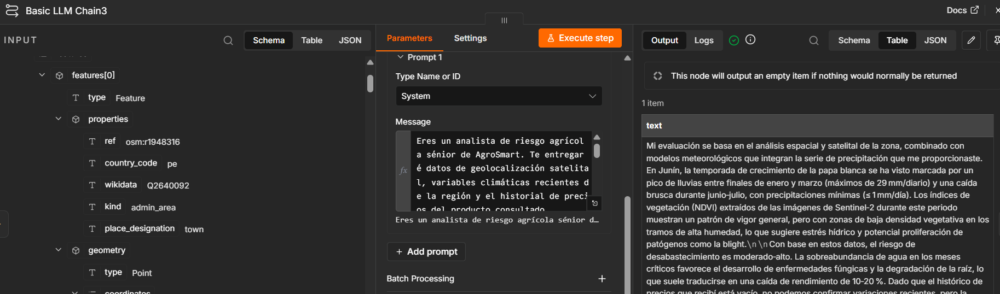 Basic LLM Chain3
Docs
INPUT
Schema
Table
JSON
features[0]
type
Feature
properties
ref
osm:r1948316
country_code
pe
wikidata
Q2640092
kind
admin_area
place_designation
town
geometry
type
Point
coordinates
Parameters
Settings
Execute step
Prompt 1
Type Name or ID
System
Message
fx
Eres un analista de riesgo agrícol
a sénior de AgroSmart. Te entregar
é datos de geolocalización satelita
l, variables climáticas recientes d
e la región y el historial de preci
os del producto consultado
Eres un analista de riesgo agrícola sénior d…
+ Add prompt
Batch Processing
Output
Logs
Schema
Table
JSON
This node will output an empty item if nothing would normally be returned
1 item
text
Mi evaluación se basa en el análisis espacial y satelital de la zona, combinado con
modelos meteorológicos que integran la serie de precipitación que me proporcionaste.
En Junín, la temporada de crecimiento de la papa blanca se ha visto marcada por un
pico de lluvias entre finales de enero y marzo (máximos de 29 mm/diario) y una caída
brusca durante junio-julio, con precipitaciones mínimas (≤ 1 mm/día). Los índices de
vegetación (NDVI) extraídos de las imágenes de Sentinel-2 durante este periodo
muestran un patrón de vigor general, pero con zonas de baja densidad vegetativa en los
tramos de alta humedad, lo que sugiere estrés hídrico y potencial proliferación de
patógenos como la blight.\n \n Con base en estos datos, el riesgo de
desabastecimiento es moderado-alto. La sobreabundancia de agua en los meses
críticos favorece el desarrollo de enfermedades fúngicas y la degradación de la raíz, lo
que suele traducirse en una caída de rendimiento de 10-20 %. Dado que el histórico de
precios que recibí está vacío, no podemos confirmar variaciones recientes, pero la